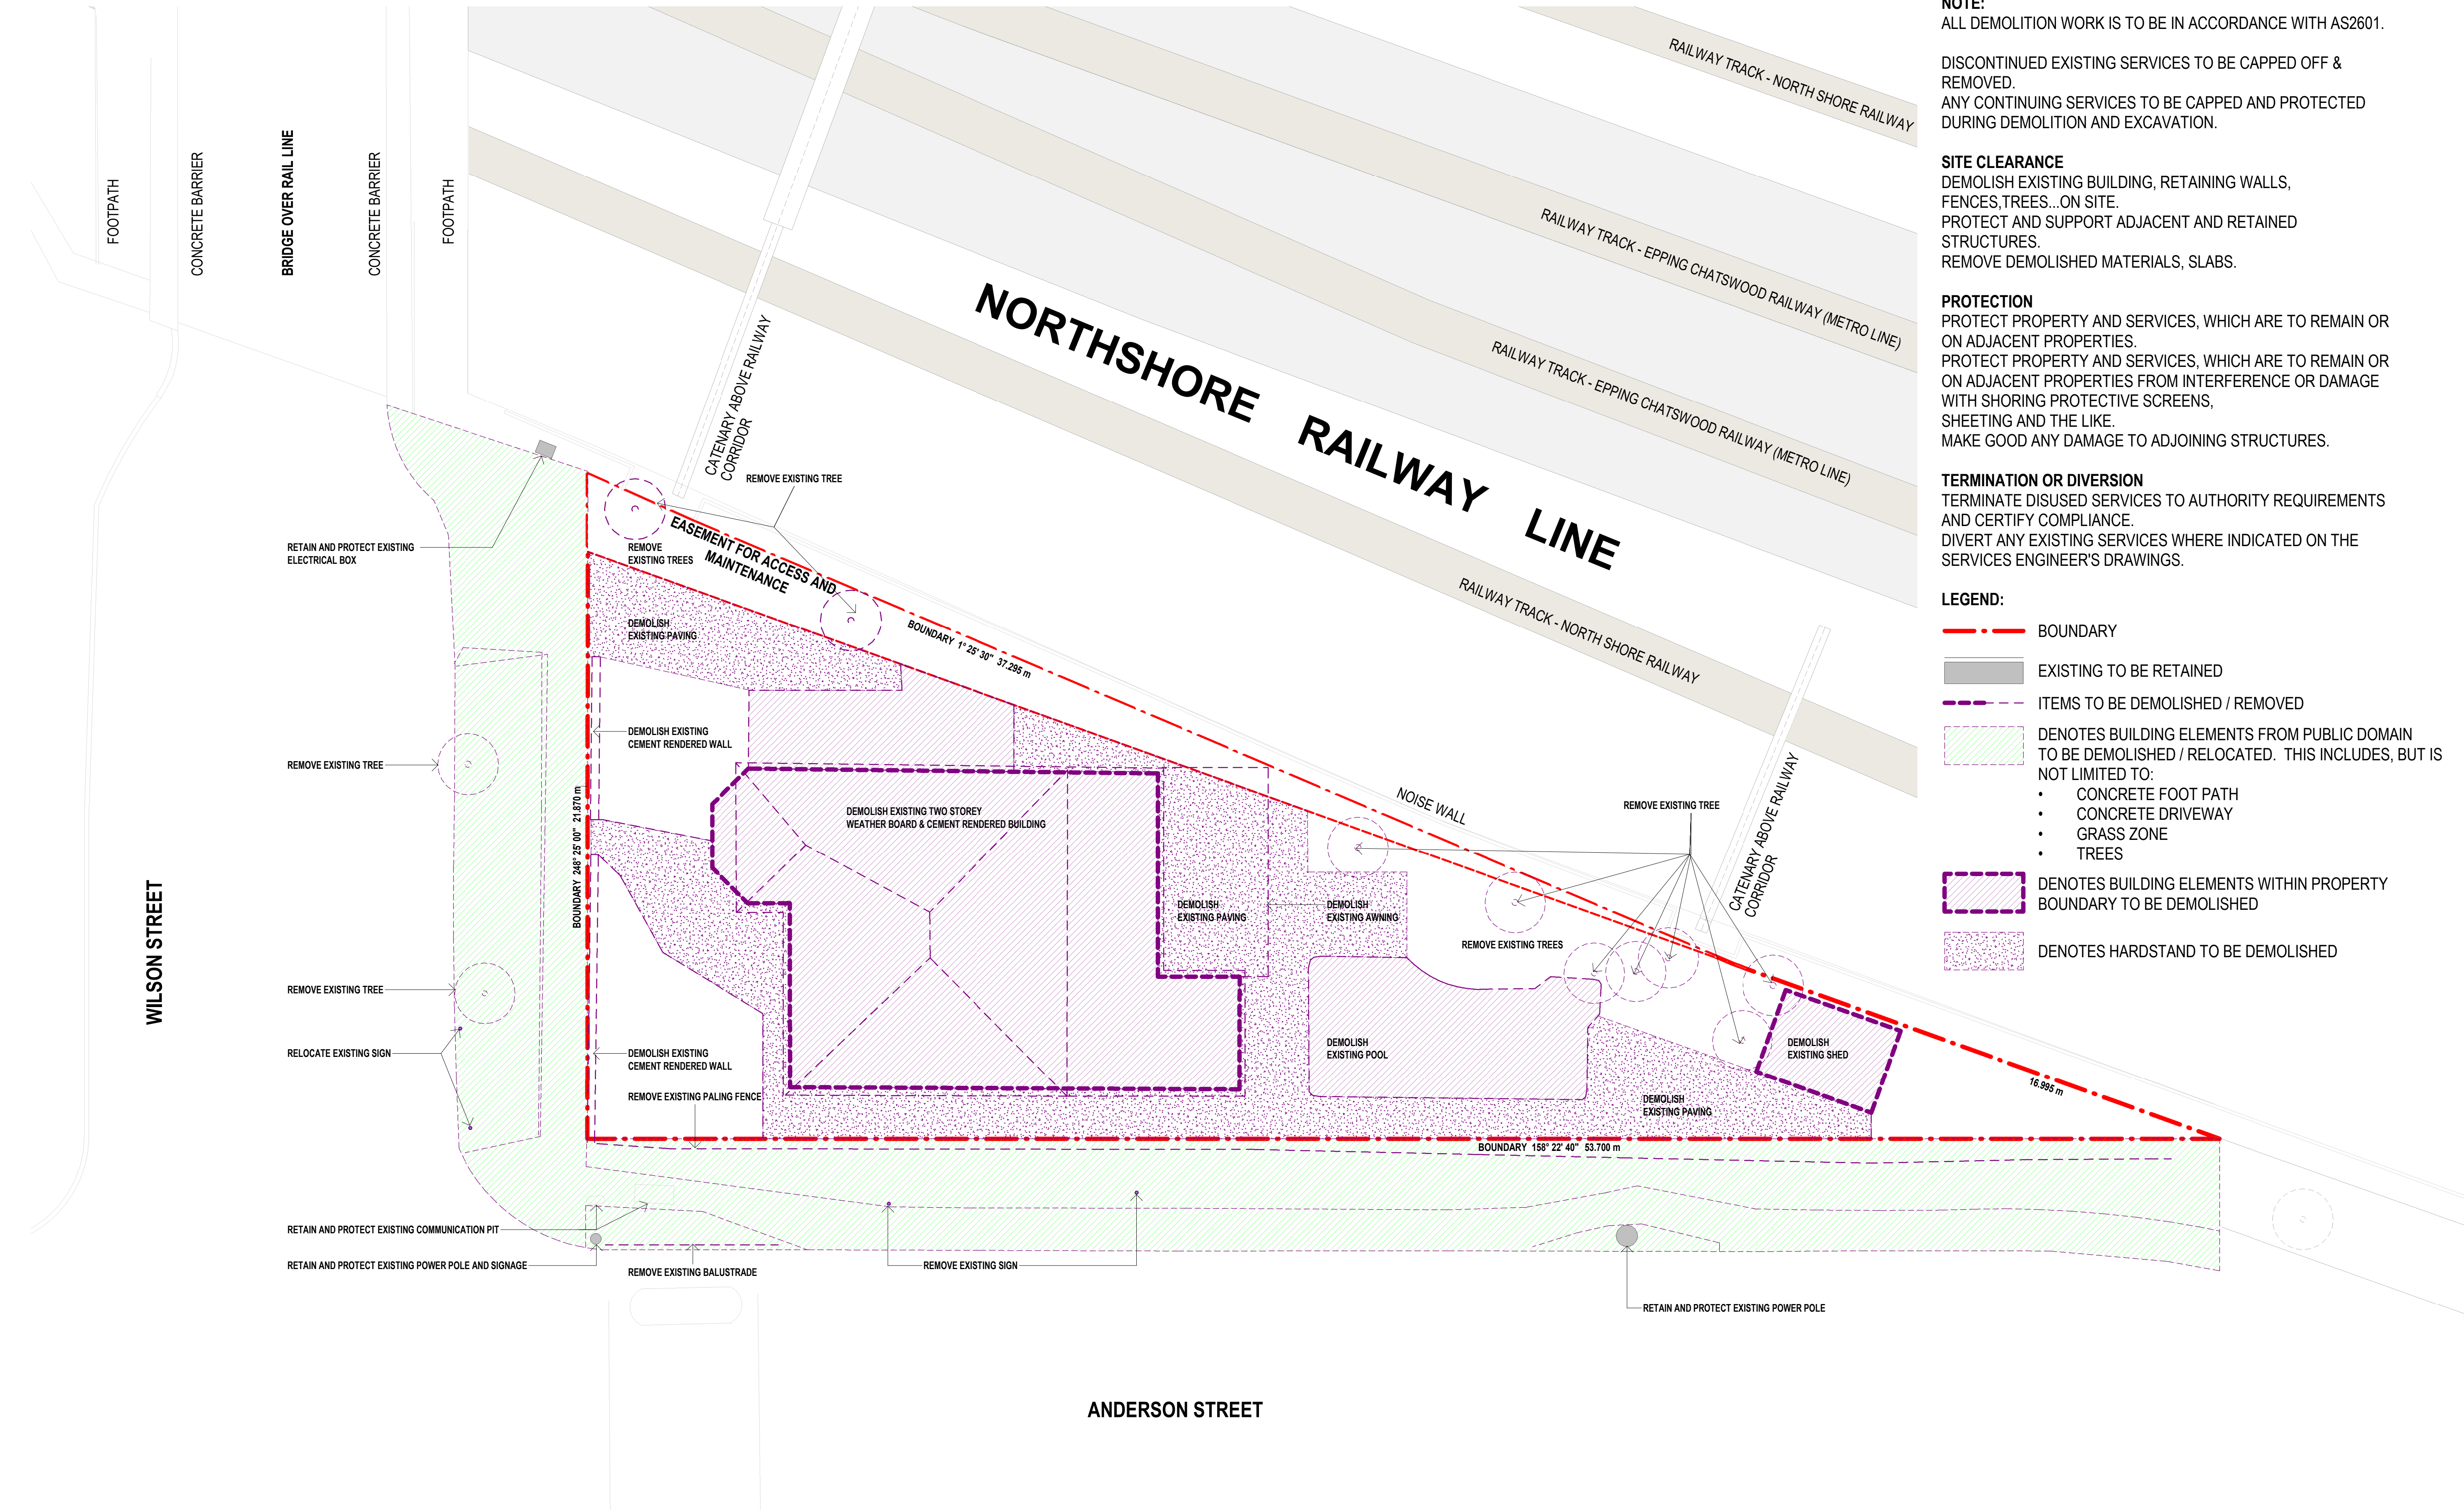 NOTE:
ALL DEMOLITION WORK IS TO BE IN ACCORDANCE WITH AS2601.
DISCONTINUED EXISTING SERVICES TO BE CAPPED OFF &
REMOVED.
ANY CONTINUING SERVICES TO BE CAPPED AND PROTECTED
DURING DEMOLITION AND EXCAVATION.
SITE CLEARANCE
DEMOLISH EXISTING BUILDING, RETAINING WALLS,
FENCES,TREES...ON SITE.
PROTECT AND SUPPORT ADJACENT AND RETAINED
STRUCTURES.
REMOVE DEMOLISHED MATERIALS, SLABS.
PROTECTION
PROTECT PROPERTY AND SERVICES, WHICH ARE TO REMAIN OR
ON ADJACENT PROPERTIES.
PROTECT PROPERTY AND SERVICES, WHICH ARE TO REMAIN OR
ON ADJACENT PROPERTIES FROM INTERFERENCE OR DAMAGE
WITH SHORING PROTECTIVE SCREENS,
SHEETING AND THE LIKE.
MAKE GOOD ANY DAMAGE TO ADJOINING STRUCTURES.
TERMINATION OR DIVERSION
TERMINATE DISUSED SERVICES TO AUTHORITY REQUIREMENTS
AND CERTIFY COMPLIANCE.
DIVERT ANY EXISTING SERVICES WHERE INDICATED ON THE
SERVICES ENGINEER'S DRAWINGS.
LEGEND:
BOUNDARY
EXISTING TO BE RETAINED
ITEMS TO BE DEMOLISHED / REMOVED
DENOTES BUILDING ELEMENTS FROM PUBLIC DOMAIN
TO BE DEMOLISHED / RELOCATED. THIS INCLUDES, BUT IS
NOT LIMITED TO:
• CONCRETE FOOT PATH
• CONCRETE DRIVEWAY
• GRASS ZONE
• TREES
DENOTES BUILDING ELEMENTS WITHIN PROPERTY
BOUNDARY TO BE DEMOLISHED
DENOTES HARDSTAND TO BE DEMOLISHED
FOOTPATH
CONCRETE BARRIER
BRIDGE OVER RAIL LINE
CONCRETE BARRIER
FOOTPATH
RAILWAY TRACK - NORTH SHORE RAILWAY
RAILWAY TRACK - EPPING CHATSWOOD RAILWAY (METRO LINE)
RAILWAY TRACK - EPPING CHATSWOOD RAILWAY (METRO LINE)
NORTHSHORE RAILWAY LINE
RAILWAY TRACK - NORTH SHORE RAILWAY
CATENARY ABOVE RAILWAY
CORRIDOR
REMOVE EXISTING TREE
EASEMENT FOR ACCESS AND
MAINTENANCE
RETAIN AND PROTECT EXISTING
ELECTRICAL BOX
REMOVE
EXISTING TREES
DEMOLISH
EXISTING PAVING
BOUNDARY 1° 25' 30" 37.295 m
DEMOLISH EXISTING
CEMENT RENDERED WALL
REMOVE EXISTING TREE
BOUNDARY 248° 25' 00" 21.870 m
DEMOLISH EXISTING TWO STOREY
WEATHER BOARD & CEMENT RENDERED BUILDING
NOISE WALL
REMOVE EXISTING TREE
CATENARY ABOVE RAILWAY
CORRIDOR
DEMOLISH
EXISTING PAVING
DEMOLISH
EXISTING AWNING
REMOVE EXISTING TREES
WILSON STREET
REMOVE EXISTING TREE
RELOCATE EXISTING SIGN
DEMOLISH EXISTING
CEMENT RENDERED WALL
DEMOLISH
EXISTING POOL
DEMOLISH
EXISTING SHED
16.995 m
REMOVE EXISTING PALING FENCE
DEMOLISH
EXISTING PAVING
BOUNDARY 158° 22' 40" 53.700 m
RETAIN AND PROTECT EXISTING COMMUNICATION PIT
RETAIN AND PROTECT EXISTING POWER POLE AND SIGNAGE
REMOVE EXISTING BALUSTRADE
REMOVE EXISTING SIGN
RETAIN AND PROTECT EXISTING POWER POLE
ANDERSON STREET